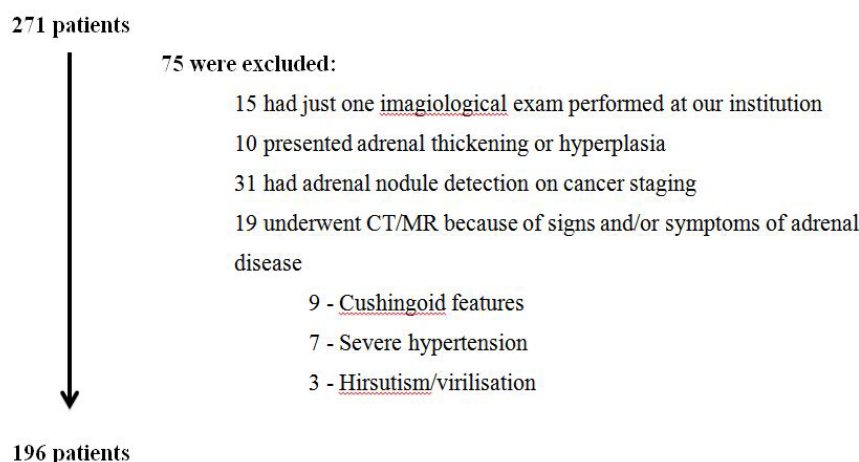 271 patients
75 were excluded:
15 had just one imagiological exam performed at our institution
10 presented adrenal thickening or hyperplasia
31 had adrenal nodule detection on cancer staging
19 underwent CT/MR because of signs and/or symptoms of adrenal
disease
9 - Cushingoid features
7 - Severe hypertension
3 - Hirsutism/virilisation
196 patients